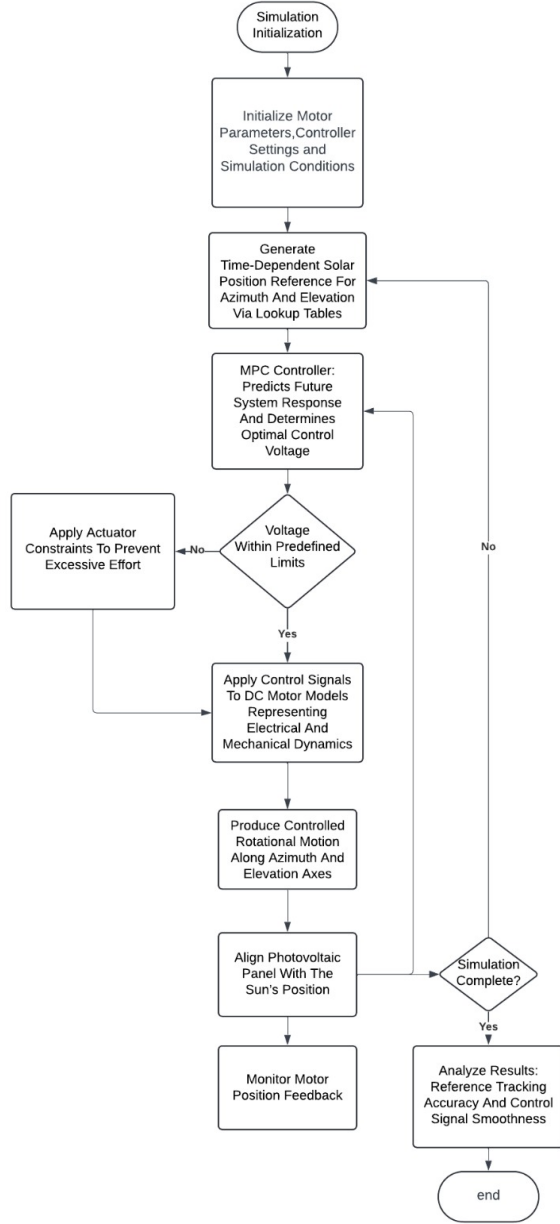 Simulation
Initialization
Initialize Motor
Parameters,Controller
Settings and
Simulation Conditions
Generate
Time-Dependent Solar
Position Reference For
Azimuth And Elevation
Via Lookup Tables
MPC Controller:
Predicts Future
System Response
And Determines
Optimal Control
Voltage
Voltage
Within Predefined
Limits
No
Apply Actuator
Constraints To Prevent
Excessive Effort
No
Yes
Apply Control Signals
To DC Motor Models
Representing
Electrical And
Mechanical Dynamics
Produce Controlled
Rotational Motion
Along Azimuth And
Elevation Axes
Align Photovoltaic
Panel With The
Sun's Position
Simulation
Complete?
Yes
Monitor Motor
Position Feedback
Analyze Results:
Reference Tracking
Accuracy And Control
Signal Smoothness
end